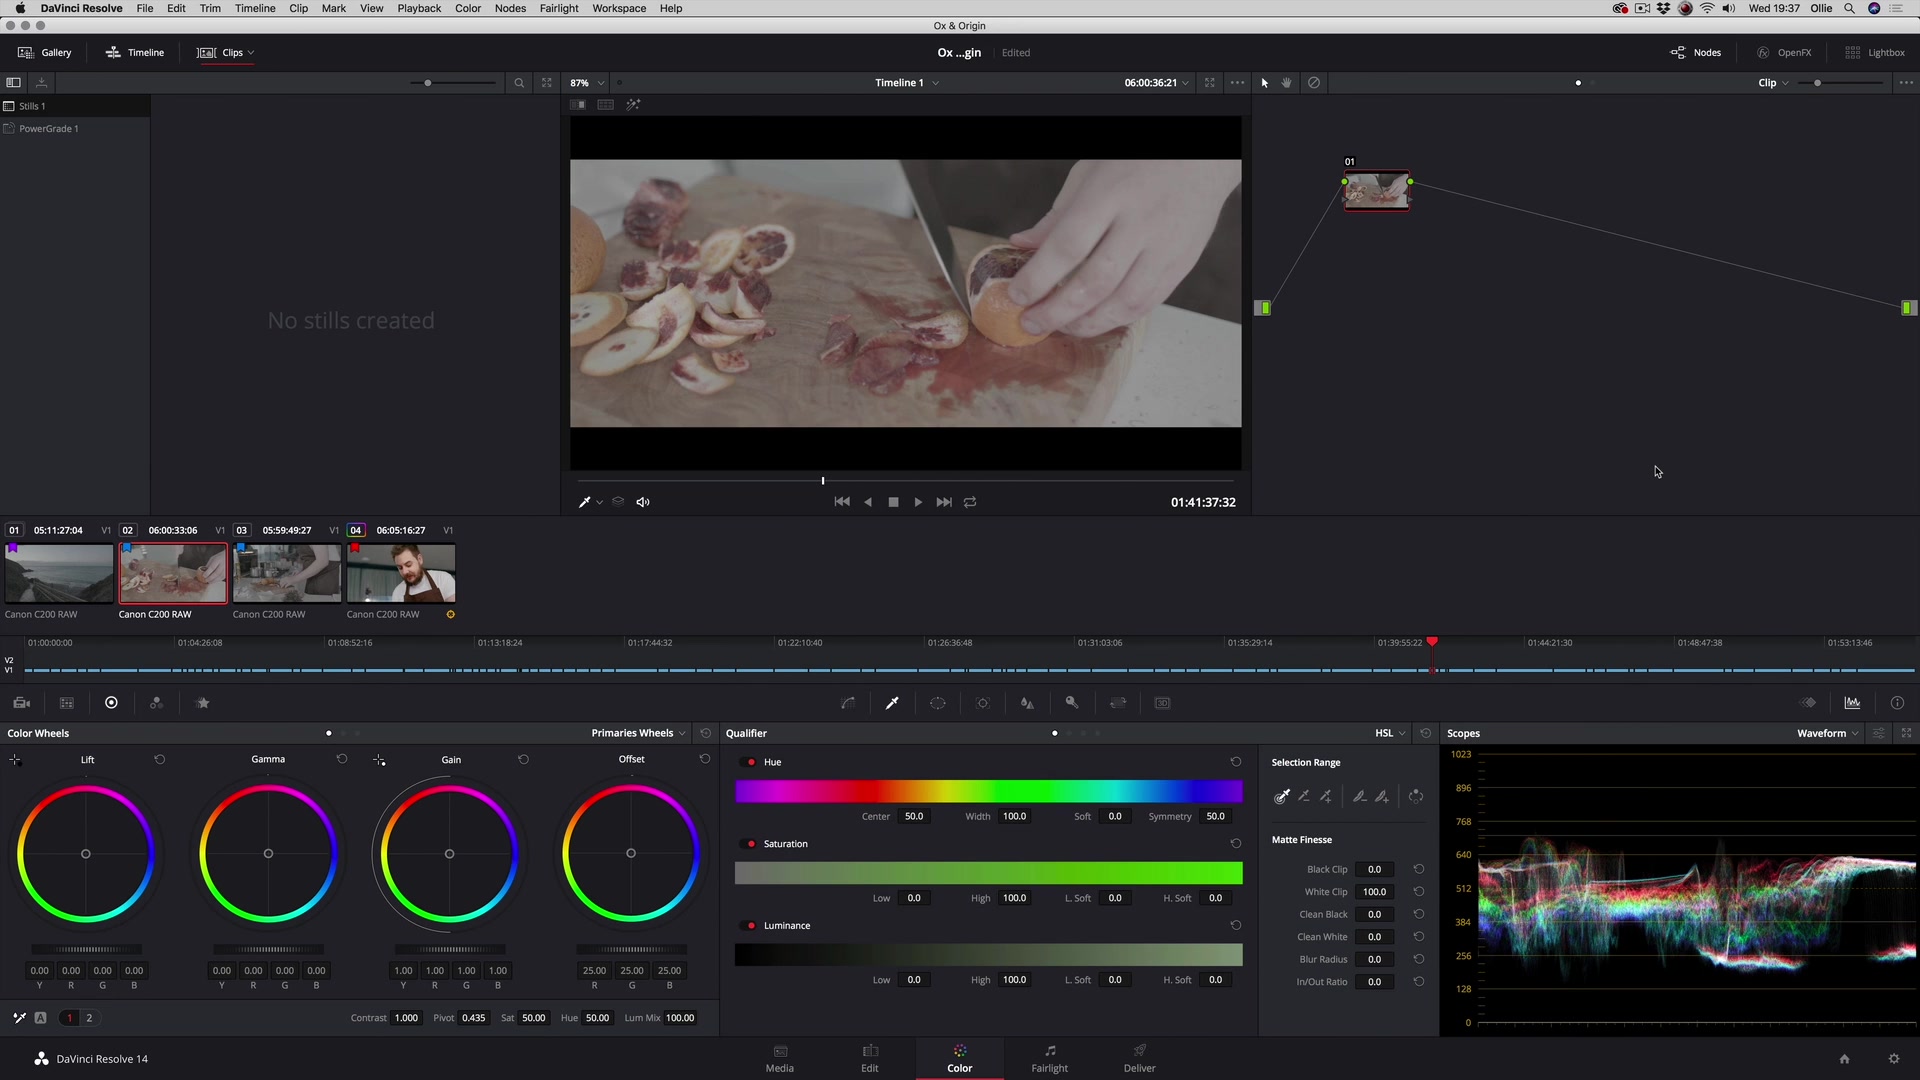 DaVinci Resolve File Edit Trim Timeline Clip Mark View Playback Color Nodes Fairlight Workspace Help Wed 19:37 Ollie
Ox & Origin
Gallery Timeline Clips Ox ...gin Edited Nodes OpenFX Lightbox
87% Timeline 1 06:00:36:21 Clip
Stills 1
PowerGrade 1
01
No stills created
01:41:37:32
01 05:11:27:04 V1 02 06:00:33:06 V1 03 05:59:49:27 V1 04 06:05:16:27 V1
Canon C200 RAW Canon C200 RAW Canon C200 RAW Canon C200 RAW
01:00:00:00 01:04:26:08 01:08:52:16 01:13:18:24 01:17:44:32 01:22:10:40 01:26:36:48 01:31:03:06 01:35:29:14 01:39:55:22 01:44:21:30 01:48:47:38 01:53:13:46
V2
V1
3D
Color Wheels Primaries Wheels Qualifier HSL Scopes Waveform
Lift Gamma Gain Offset
0.00 0.00 0.00 0.00 0.00 0.00 0.00 0.00 1.00 1.00 1.00 1.00 25.00 25.00 25.00
Y R G B Y R G B Y R G B R G B
A 1 2 Contrast 1.000 Pivot 0.435 Sat 50.00 Hue 50.00 Lum Mix 100.00
Hue
Center 50.0 Width 100.0 Soft 0.0 Symmetry 50.0
Saturation
Low 0.0 High 100.0 L. Soft 0.0 H. Soft 0.0
Luminance
Low 0.0 High 100.0 L. Soft 0.0 H. Soft 0.0
Selection Range
Matte Finesse
Black Clip 0.0
White Clip 100.0
Clean Black 0.0
Clean White 0.0
Blur Radius 0.0
In/Out Ratio 0.0
1023
896
768
640
512
384
256
128
0
DaVinci Resolve 14 Media Edit Color Fairlight Deliver